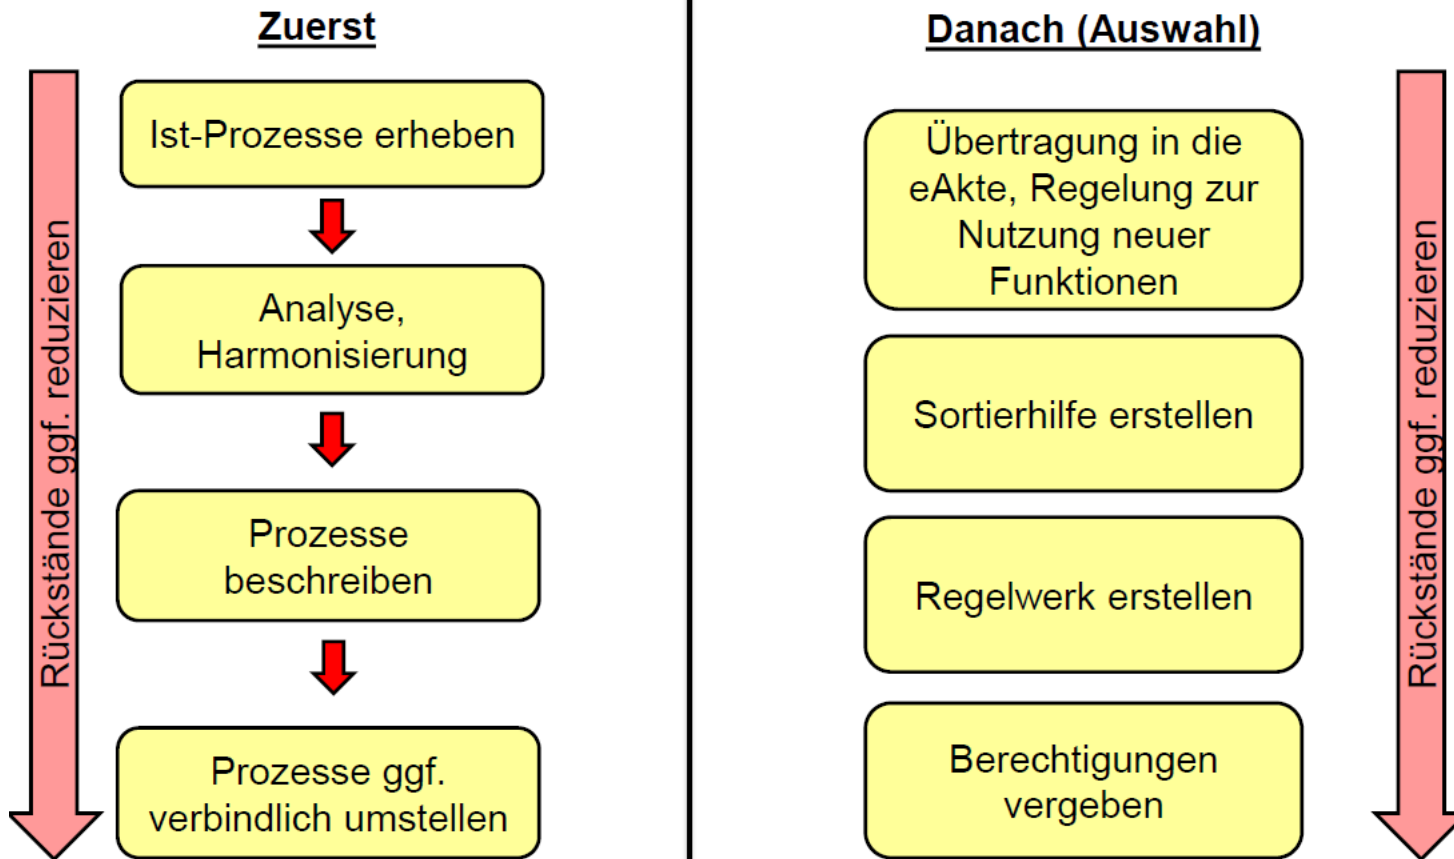 Zuerst
Rückstände ggf. reduzieren
Ist-Prozesse erheben
Analyse,
Harmonisierung
Prozesse
beschreiben
Prozesse ggf.
verbindlich umstellen
Danach (Auswahl)
Übertragung in die
eAkte, Regelung zur
Nutzung neuer
Funktionen
Sortierhilfe erstellen
Regelwerk erstellen
Berechtigungen
vergeben
Rückstände ggf. reduzieren